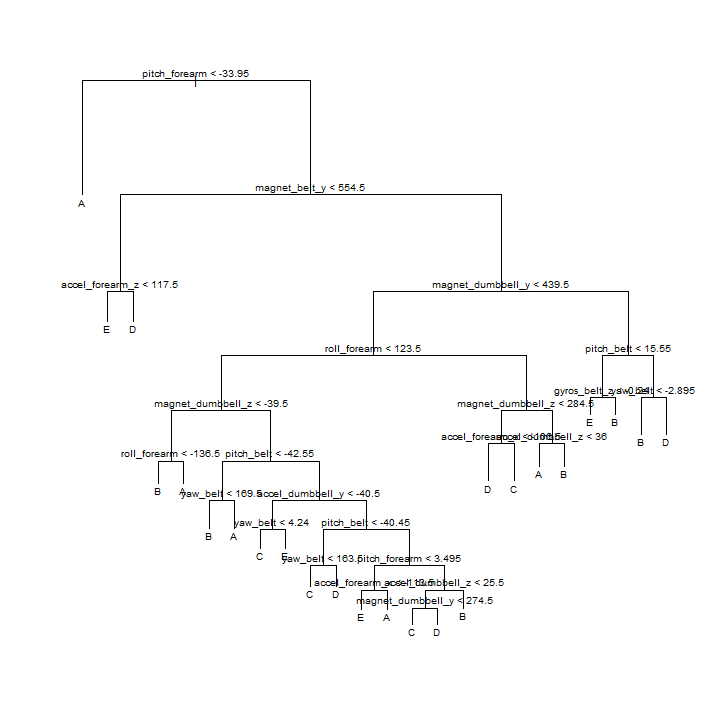 pitch_forearm < -33.95
A
magnet_belt_y < 554.5
accel_forearm_z < 117.5
E
D
magnet_dumbbell_y < 439.5
roll_forearm < 123.5
pitch_belt < 15.55
magnet_dumbbell_z < -39.5
magnet_dumbbell_z < 284.5
gyros_belt_z < -0.24
yaw_belt < -2.895
E
B
B
D
roll_forearm < -136.5
pitch_belt < -42.55
accel_forearm_x <
accel_dumbbell_z < 36
B
A
D
C
A
B
yaw_belt < 169.5
accel_dumbbell_y < -40.5
B
A
yaw_belt < 4.24
pitch_belt < -40.45
C
E
yaw_belt < 163.5
pitch_forearm < 3.495
C
D
accel_forearm_x <
accel_dumbbell_z < 25.5
E
A
magnet_dumbbell_y < 274.5
B
C
D